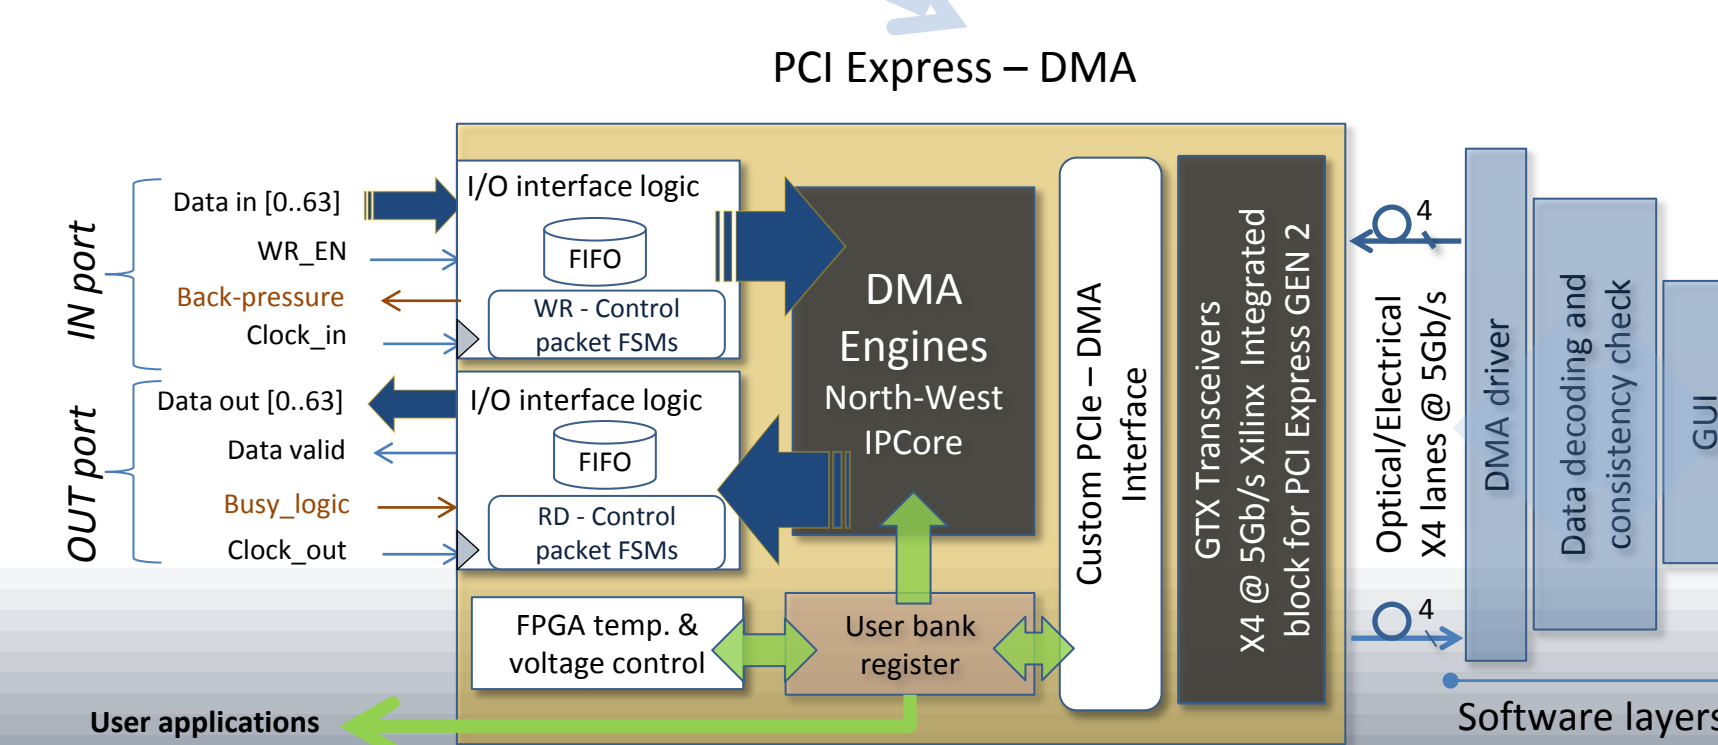 PCI Express – DMA
IN port
Data in [0..63]
WR_EN
Back-pressure
Clock_in
OUT port
Data out [0..63]
Data valid
Busy_logic
Clock_out
I/O interface logic
FIFO
WR - Control
packet FSMs
I/O interface logic
FIFO
RD - Control
packet FSMs
DMA
Engines
North-West
IPCore
FPGA temp. &
voltage control
User bank
register
User applications
Custom PCIe – DMA
Interface
GTX Transceivers
X4 @ 5Gb/s Xilinx Integrated
block for PCI Express GEN 2
4
Optical/Electrical
X4 lanes @ 5Gb/s
4
DMA driver
Data decoding and
consistency check
GUI
Software layers